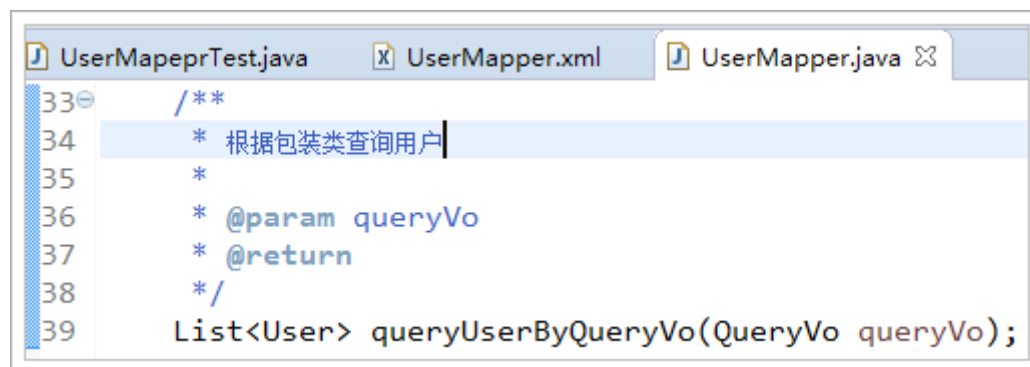 UserMapeprTest.java UserMapper.xml UserMapper.java
33 /**
34 * 根据包装类查询用户
35 *
36 * @param queryVo
37 * @return
38 */
39 List<User> queryUserByQueryVo(QueryVo queryVo);